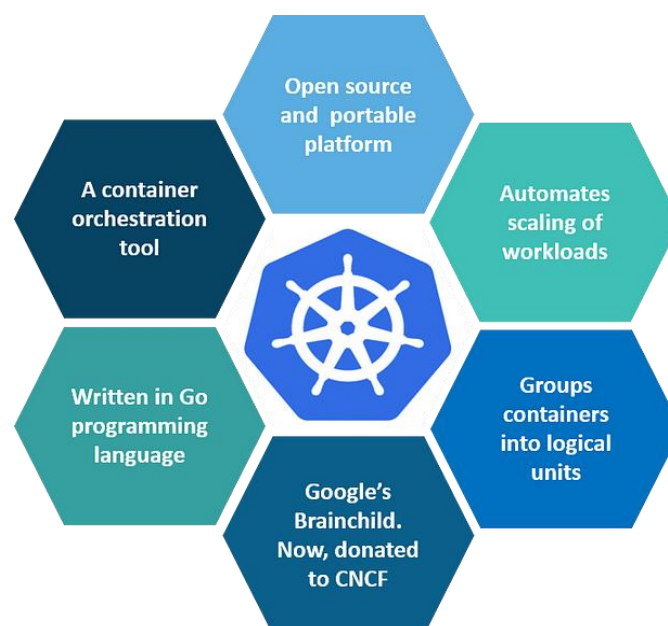 Open source
and  portable
platform
A container
orchestration
tool
Automates
scaling of
workloads
Written in Go
programming
language
Groups
containers
into logical
units
Google’s
Brainchild.
Now, donated
to CNCF